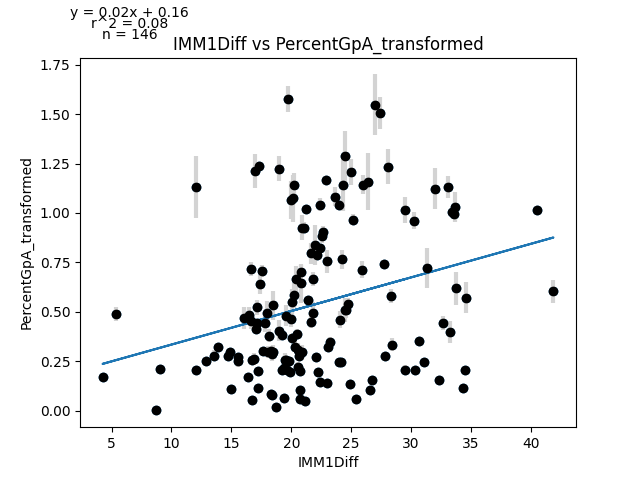 y = 0.02x + 0.16
r^2 = 0.08
n = 146
IMM1Diff vs PercentGpA_transformed
1.75
1.50
1.25
1.00
0.75
0.50
0.25
0.00
PercentGpA_transformed
5 10 15 20 25 30 35 40
IMM1Diff